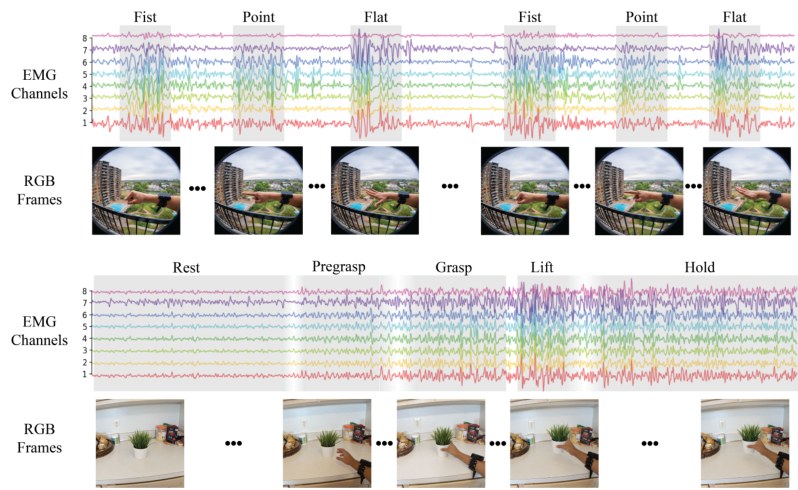 Fist Point Flat Fist Point Flat
8
7
6
5
4
3
2
1
EMG
Channels
RGB
Frames
Rest Pregrasp Grasp Lift Hold
8
7
6
5
4
3
2
1
EMG
Channels
RGB
Frames